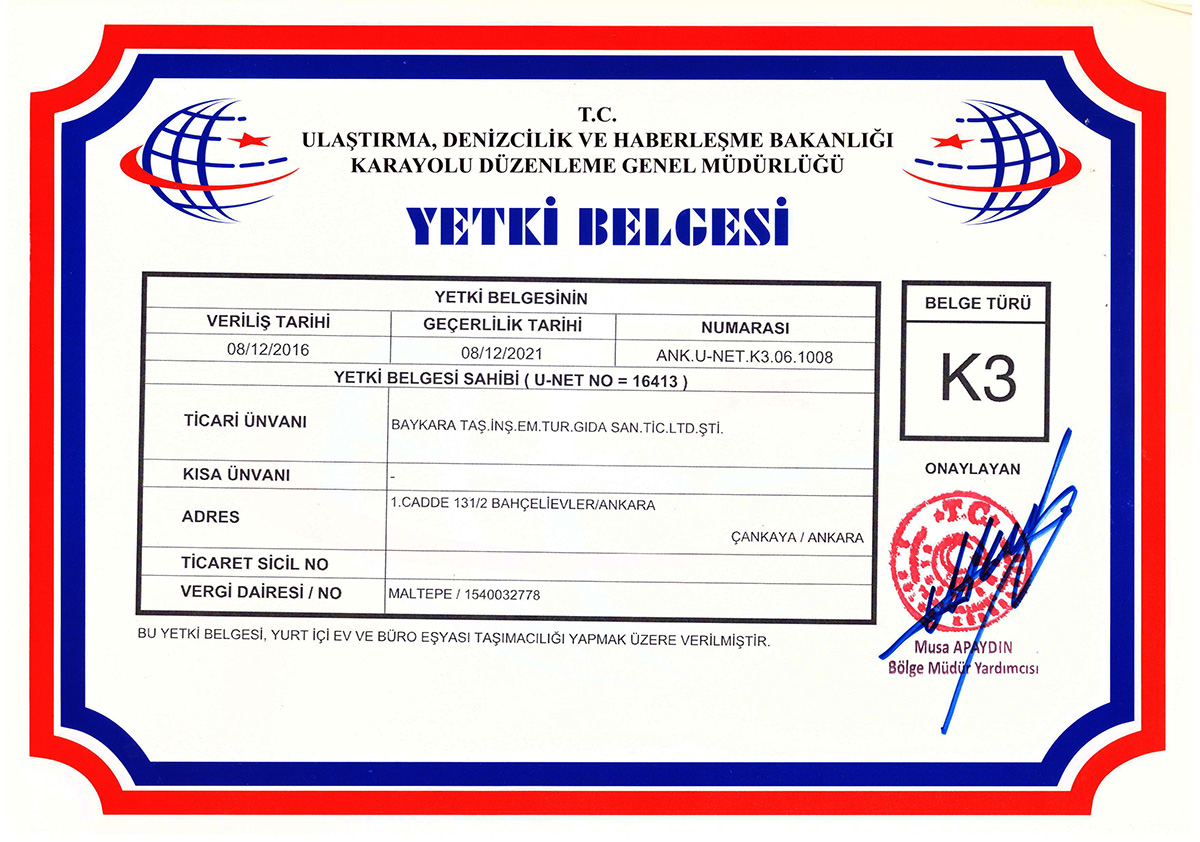 T.C.
ULAŞTIRMA, DENİZCİLİK VE HABERLEŞME BAKANLIĞI
KARAYOLU DÜZENLEME GENEL MÜDÜRLÜĞÜ
YETKİ BELGESİ
YETKİ BELGESİNİN
VERİLİŞ TARİHİ GEÇERLİLİK TARİHİ NUMARASI
08/12/2016 08/12/2021 ANK.U-NET.K3.06.1008
YETKİ BELGESİ SAHİBİ ( U-NET NO = 16413 )
TİCARİ ÜNVANI BAYKARA TAŞ.İNŞ.EM.TUR.GIDA SAN.TİC.LTD.ŞTİ.
KISA ÜNVANI -
ADRES 1.CADDE 131/2 BAHÇELİEVLER/ANKARA
ÇANKAYA / ANKARA
TİCARET SİCİL NO
VERGİ DAİRESİ / NO MALTEPE / 1540032778
BU YETKİ BELGESİ, YURT İÇİ EV VE BÜRO EŞYASI TAŞIMACILIĞI YAPMAK ÜZERE VERİLMİŞTİR.
BELGE TÜRÜ
K3
ONAYLAYAN
T.C.
Musa APAYDIN
Bölge Müdür Yardımcısı